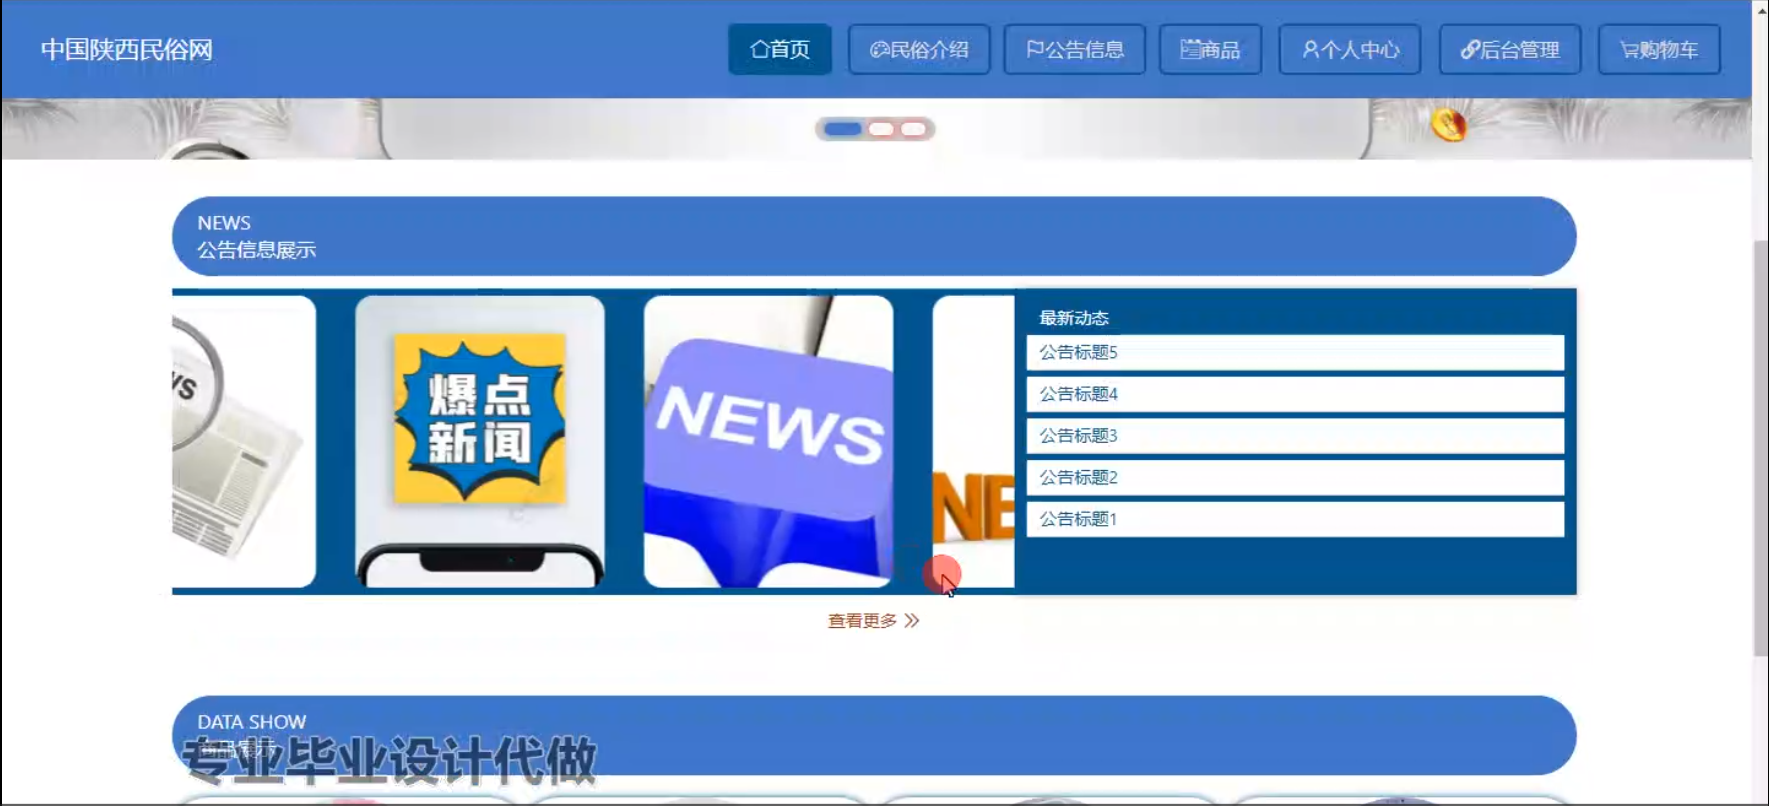 中国陕西民俗网
首页
民俗介绍
公告信息
商品
个人中心
后台管理
购物车
NEWS
公告信息展示
爆点
新闻
NEWS
NE
最新动态
公告标题5
公告标题4
公告标题3
公告标题2
公告标题1
查看更多
DATA SHOW
商品展示
专业毕业设计代做